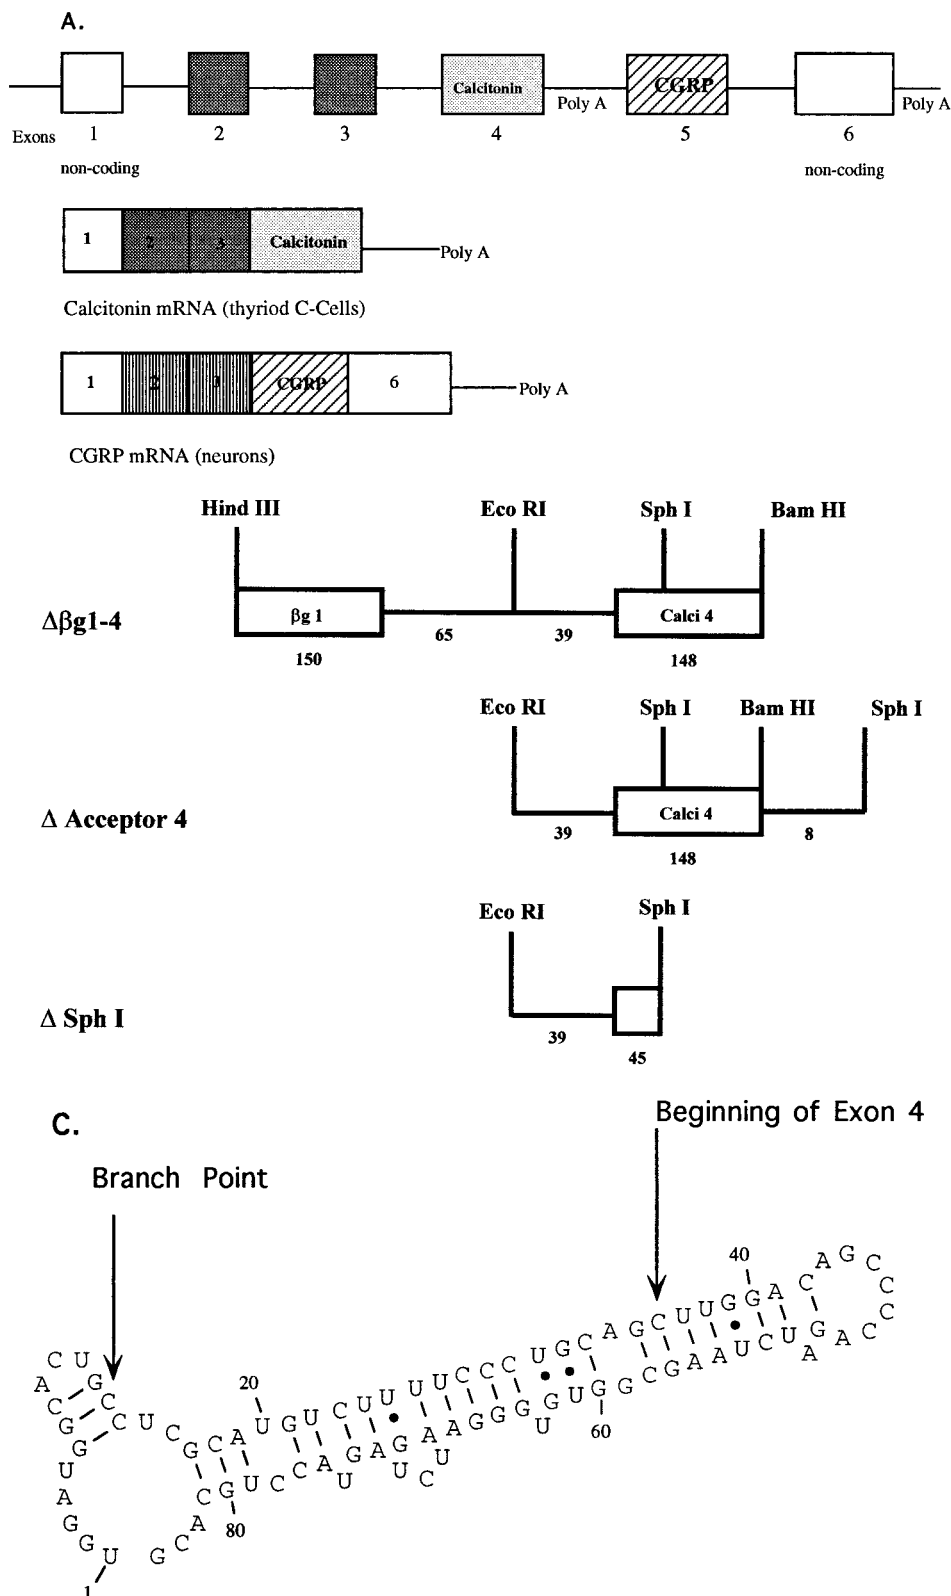 A.
Calcitonin
CGRP
Poly A
Poly A
Exons
1
2
3
4
5
6
non-coding
non-coding
1
2
3
Calcitonin
Poly A
Calcitonin mRNA (thyriod C-Cells)
1
2
3
CGRP
6
Poly A
CGRP mRNA (neurons)
Hind III
Eco RI
Sph I
Bam HI
Δβg1-4
βg 1
Calci 4
65
39
150
148
Eco RI
Sph I
Bam HI
Sph I
Δ Acceptor 4
Calci 4
39
8
148
Eco RI
Sph I
Δ Sph I
39
45
C.
Beginning of Exon 4
Branch Point
40
20
UGGAUGGCACUGCCUCGCAUGUCUUUUCCCUGCAGCUUGGACAGCCCCAAGUCUAAGCGGUGUGGGAAUCUGAGUACCUGCACG
60
80
1